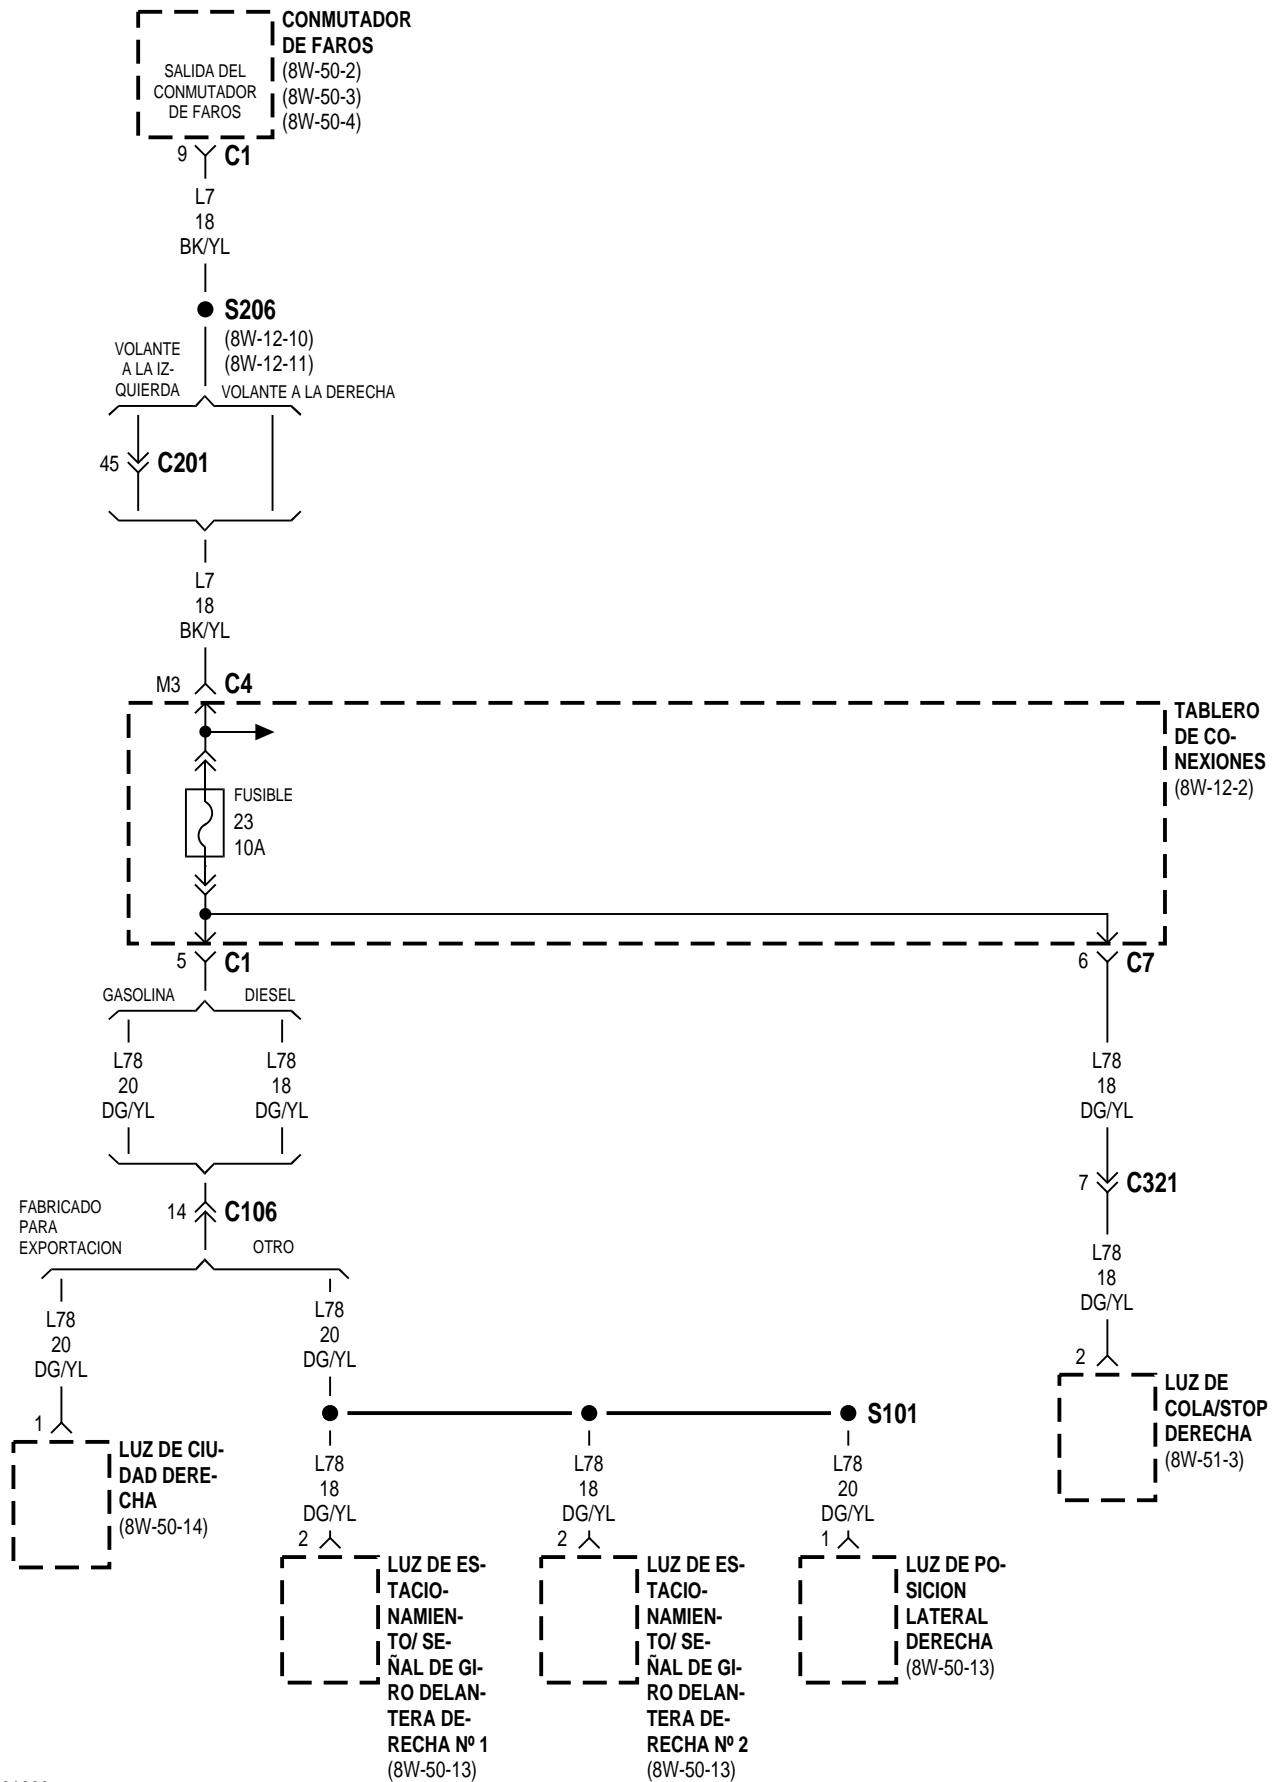 CONMUTADOR
DE FAROS
(8W-50-2)
(8W-50-3)
(8W-50-4)
SALIDA DEL
CONMUTADOR
DE FAROS
9
C1
L7
18
BK/YL
S206
(8W-12-10)
(8W-12-11)
VOLANTE
A LA IZ-
QUIERDA
VOLANTE A LA DERECHA
45
C201
L7
18
BK/YL
M3
C4
TABLERO
DE CO-
NEXIONES
(8W-12-2)
FUSIBLE
23
10A
5
C1
6
C7
GASOLINA
DIESEL
L78
20
DG/YL
L78
18
DG/YL
L78
18
DG/YL
14
C106
7
C321
FABRICADO
PARA
EXPORTACION
OTRO
L78
20
DG/YL
L78
20
DG/YL
L78
18
DG/YL
2
LUZ DE
COLA/STOP
DERECHA
(8W-51-3)
S101
1
LUZ DE CIU-
DAD DERE-
CHA
(8W-50-14)
L78
18
DG/YL
2
L78
18
DG/YL
2
L78
20
DG/YL
1
LUZ DE ES-
TACIO-
NAMIEN-
TO/ SE-
ÑAL DE GI-
RO DELAN-
TERA DE-
RECHA Nº 1
(8W-50-13)
LUZ DE ES-
TACIO-
NAMIEN-
TO/ SE-
ÑAL DE GI-
RO DELAN-
TERA DE-
RECHA Nº 2
(8W-50-13)
LUZ DE PO-
SICION
LATERAL
DERECHA
(8W-50-13)